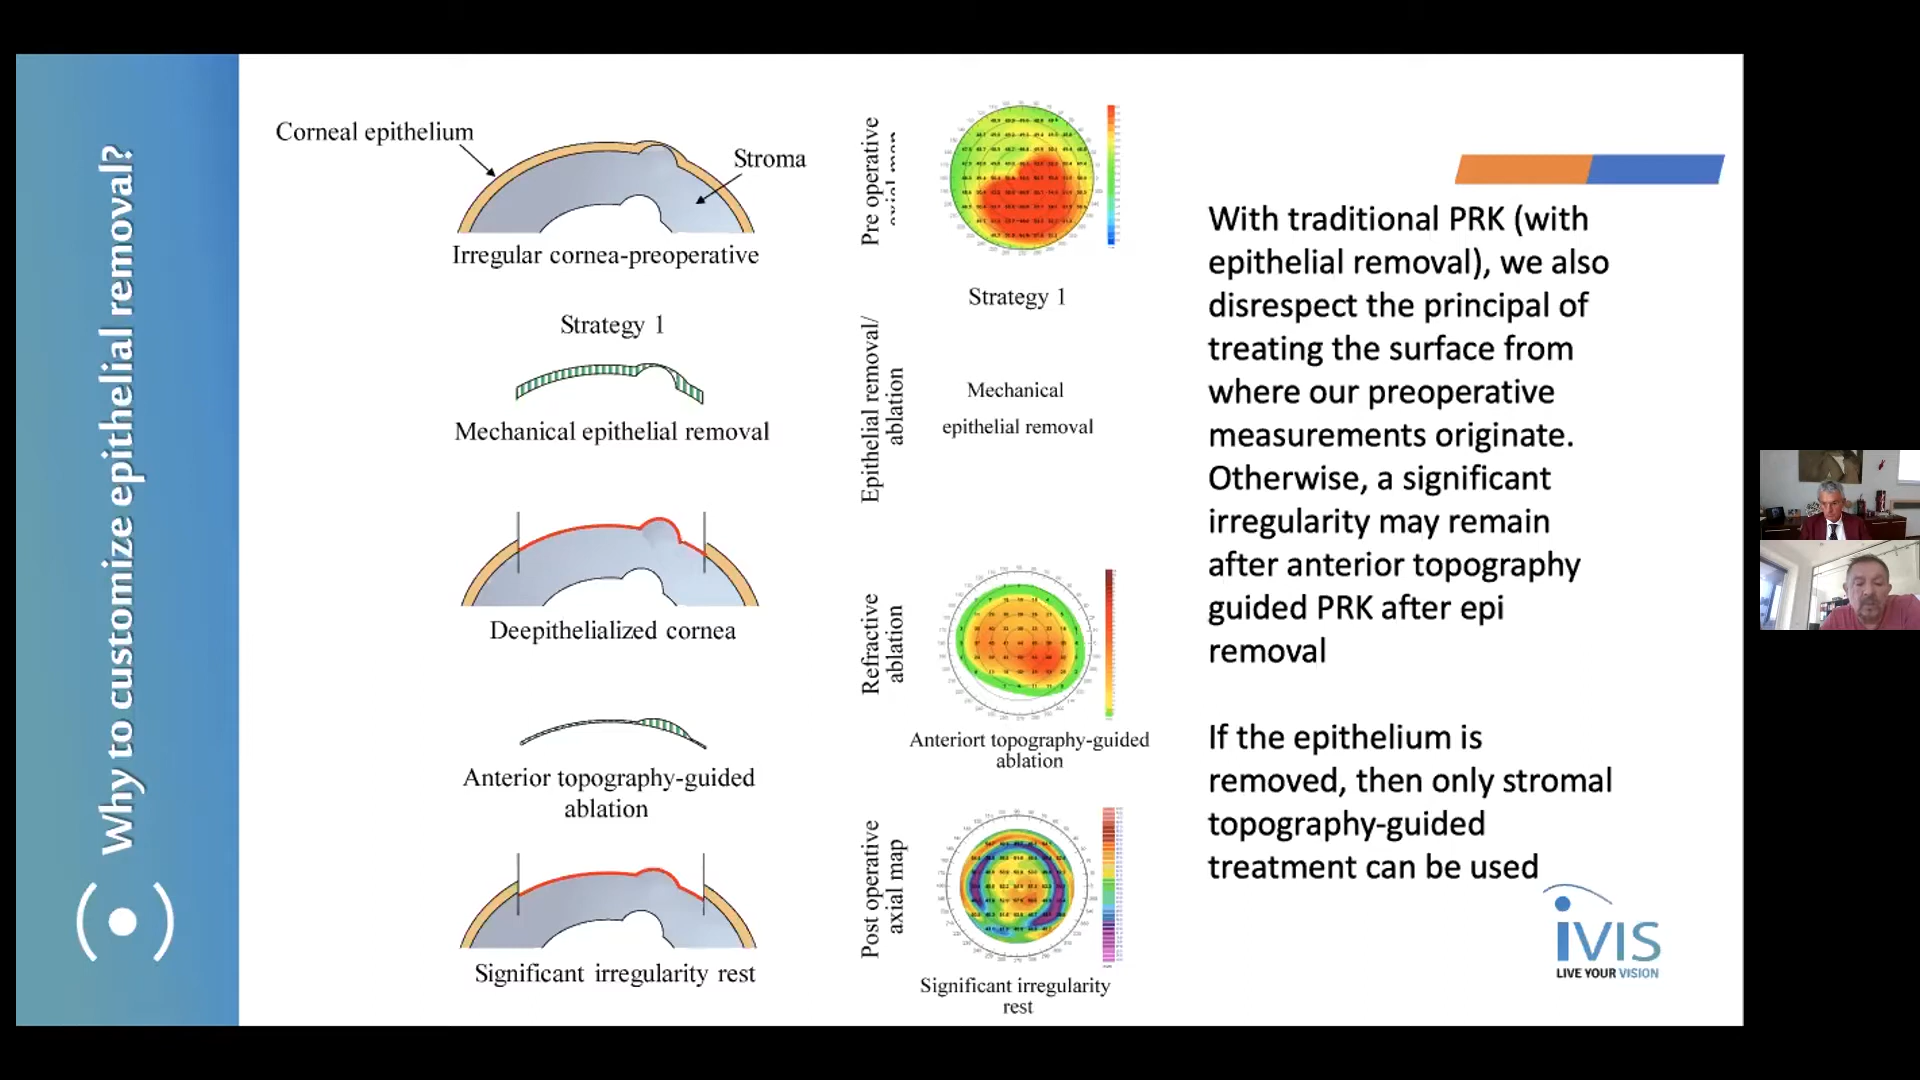 Why to customize epithelial removal?
Corneal epithelium
Stroma
Irregular cornea-preoperative
Strategy 1
Mechanical epithelial removal
Deepithelialized cornea
Anterior topography-guided
ablation
Significant irregularity rest
Pre operative
axial map
Strategy 1
Epithelial removal/
ablation
Mechanical
epithelial removal
Refractive
ablation
Anteriort topography-guided
ablation
Post operative
axial map
Significant irregularity
rest
With traditional PRK (with
epithelial removal), we also
disrespect the principal of
treating the surface from
where our preoperative
measurements originate.
Otherwise, a significant
irregularity may remain
after anterior topography
guided PRK after epi
removal
If the epithelium is
removed, then only stromal
topography-guided
treatment can be used
iVIS
LIVE YOUR VISION